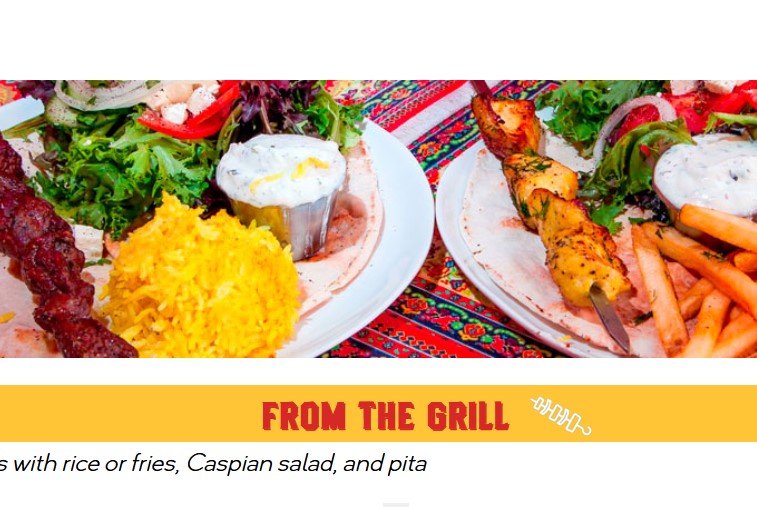 FROM THE GRILL
s with rice or fries, Caspian salad, and pita